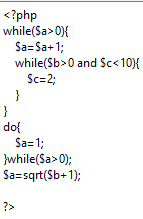 <?php
while($a>0){
$a=$a+1;
while($b>0 and $c<10){
$c=2;
}
}
do{
$a=1;
}while($a>0);
$a=sqrt($b+1);
?>